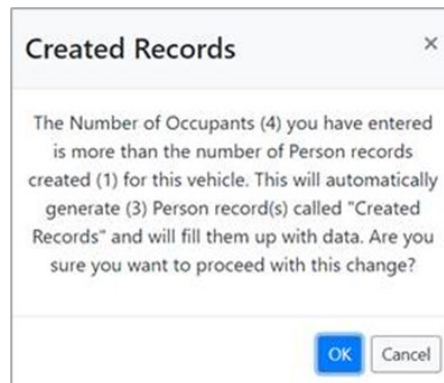 Created Records ×
The Number of Occupants (4) you have entered
is more than the number of Person records
created (1) for this vehicle. This will automatically
generate (3) Person record(s) called "Created
Records" and will fill them up with data. Are you
sure you want to proceed with this change?
OK Cancel